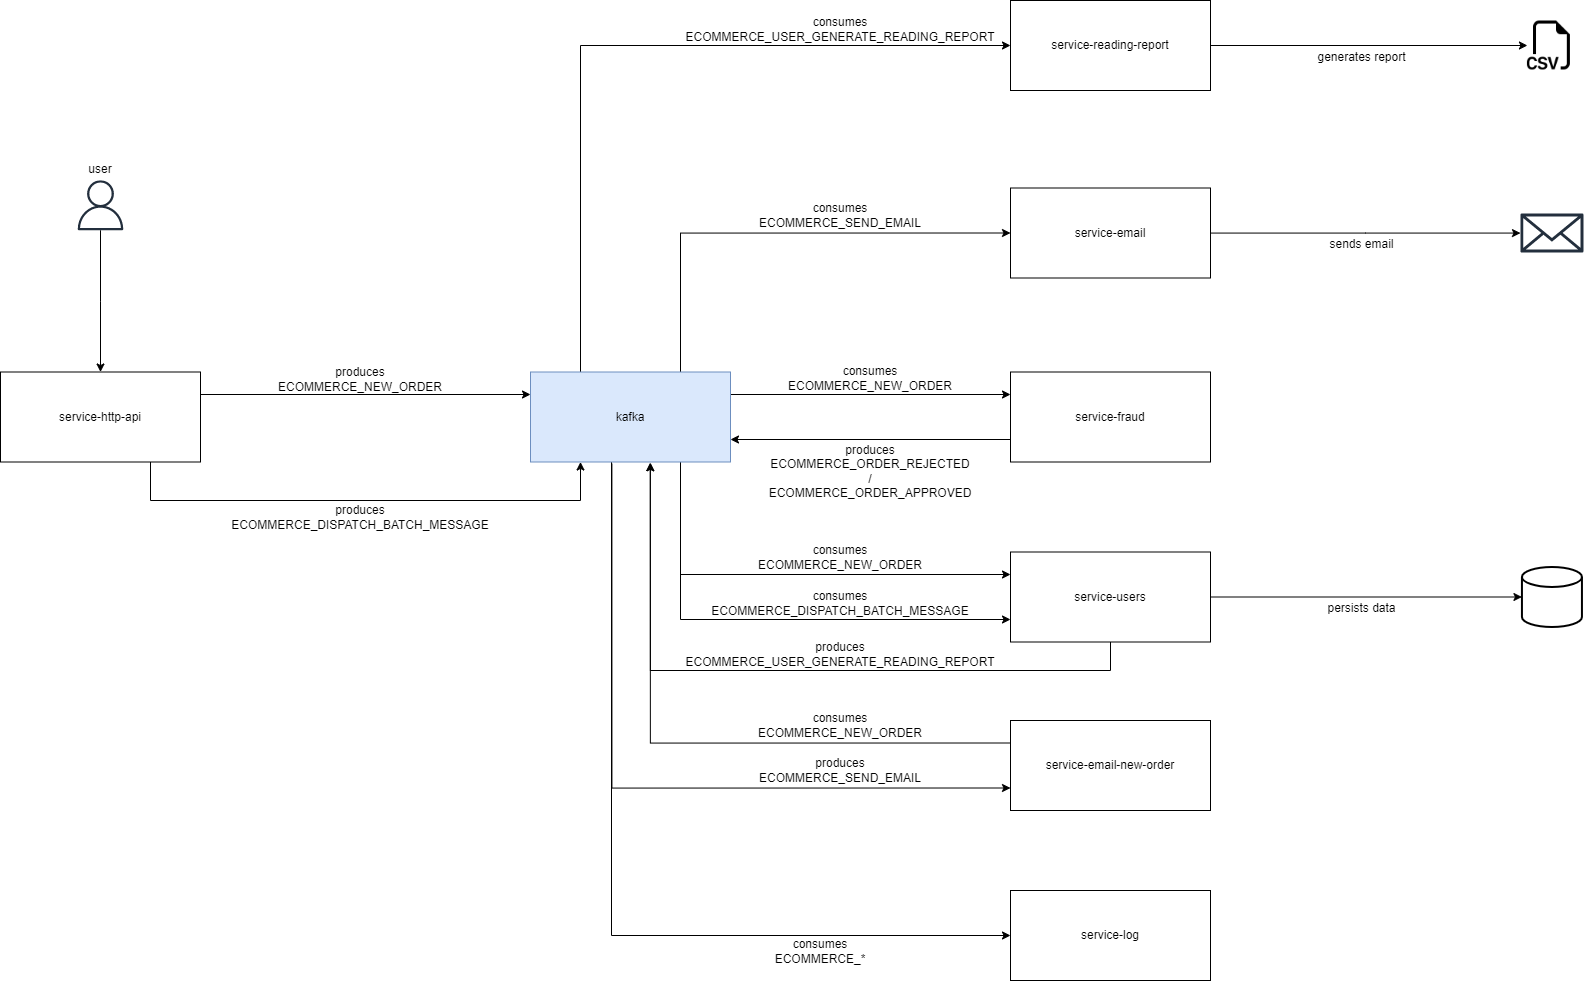 consumes
ECOMMERCE_USER_GENERATE_READING_REPORT
service-reading-report
generates report
CSV
user
consumes
ECOMMERCE_SEND_EMAIL
service-email
sends email
service-http-api
produces
ECOMMERCE_NEW_ORDER
kafka
consumes
ECOMMERCE_NEW_ORDER
service-fraud
produces
ECOMMERCE_ORDER_REJECTED
/
ECOMMERCE_ORDER_APPROVED
produces
ECOMMERCE_DISPATCH_BATCH_MESSAGE
consumes
ECOMMERCE_NEW_ORDER
consumes
ECOMMERCE_DISPATCH_BATCH_MESSAGE
service-users
persists data
produces
ECOMMERCE_USER_GENERATE_READING_REPORT
consumes
ECOMMERCE_NEW_ORDER
produces
ECOMMERCE_SEND_EMAIL
service-email-new-order
consumes
ECOMMERCE_*
service-log